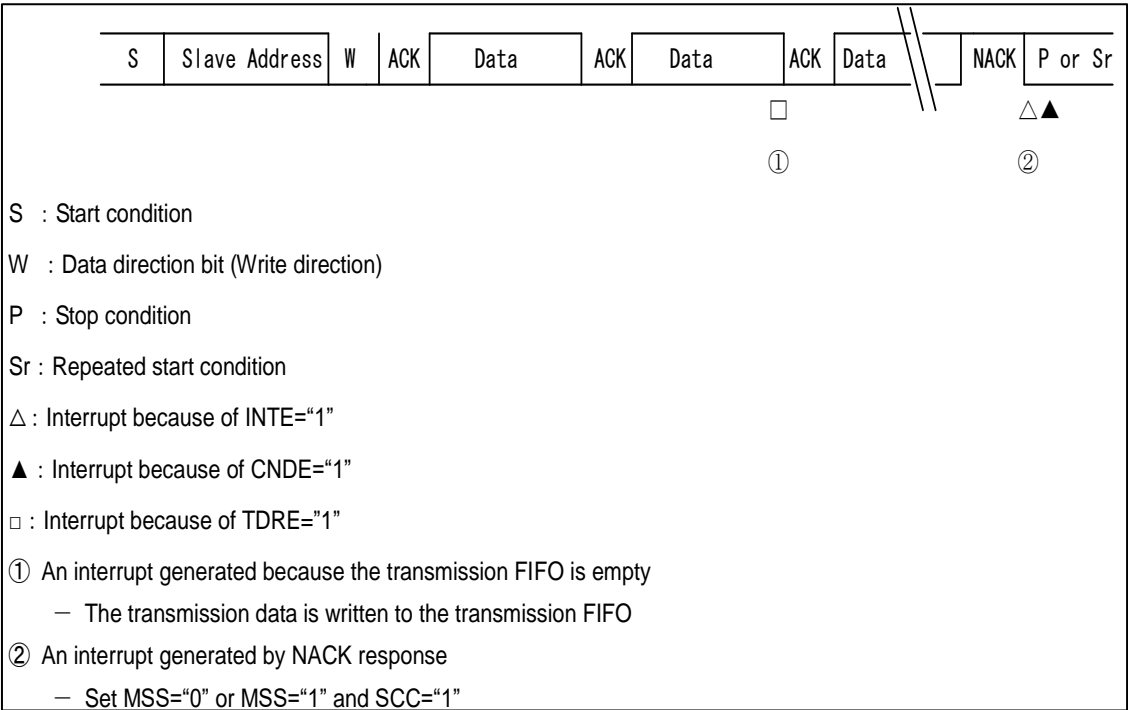 S Slave Address W ACK Data ACK Data ACK Data NACK P or Sr
□ △▲
① ②
S : Start condition
W : Data direction bit (Write direction)
P : Stop condition
Sr : Repeated start condition
△ : Interrupt because of INTE=“1”
▲ : Interrupt because of CNDE=“1”
□ : Interrupt because of TDRE=”1”
① An interrupt generated because the transmission FIFO is empty
－ The transmission data is written to the transmission FIFO
② An interrupt generated by NACK response
－ Set MSS=“0” or MSS=“1” and SCC=“1”